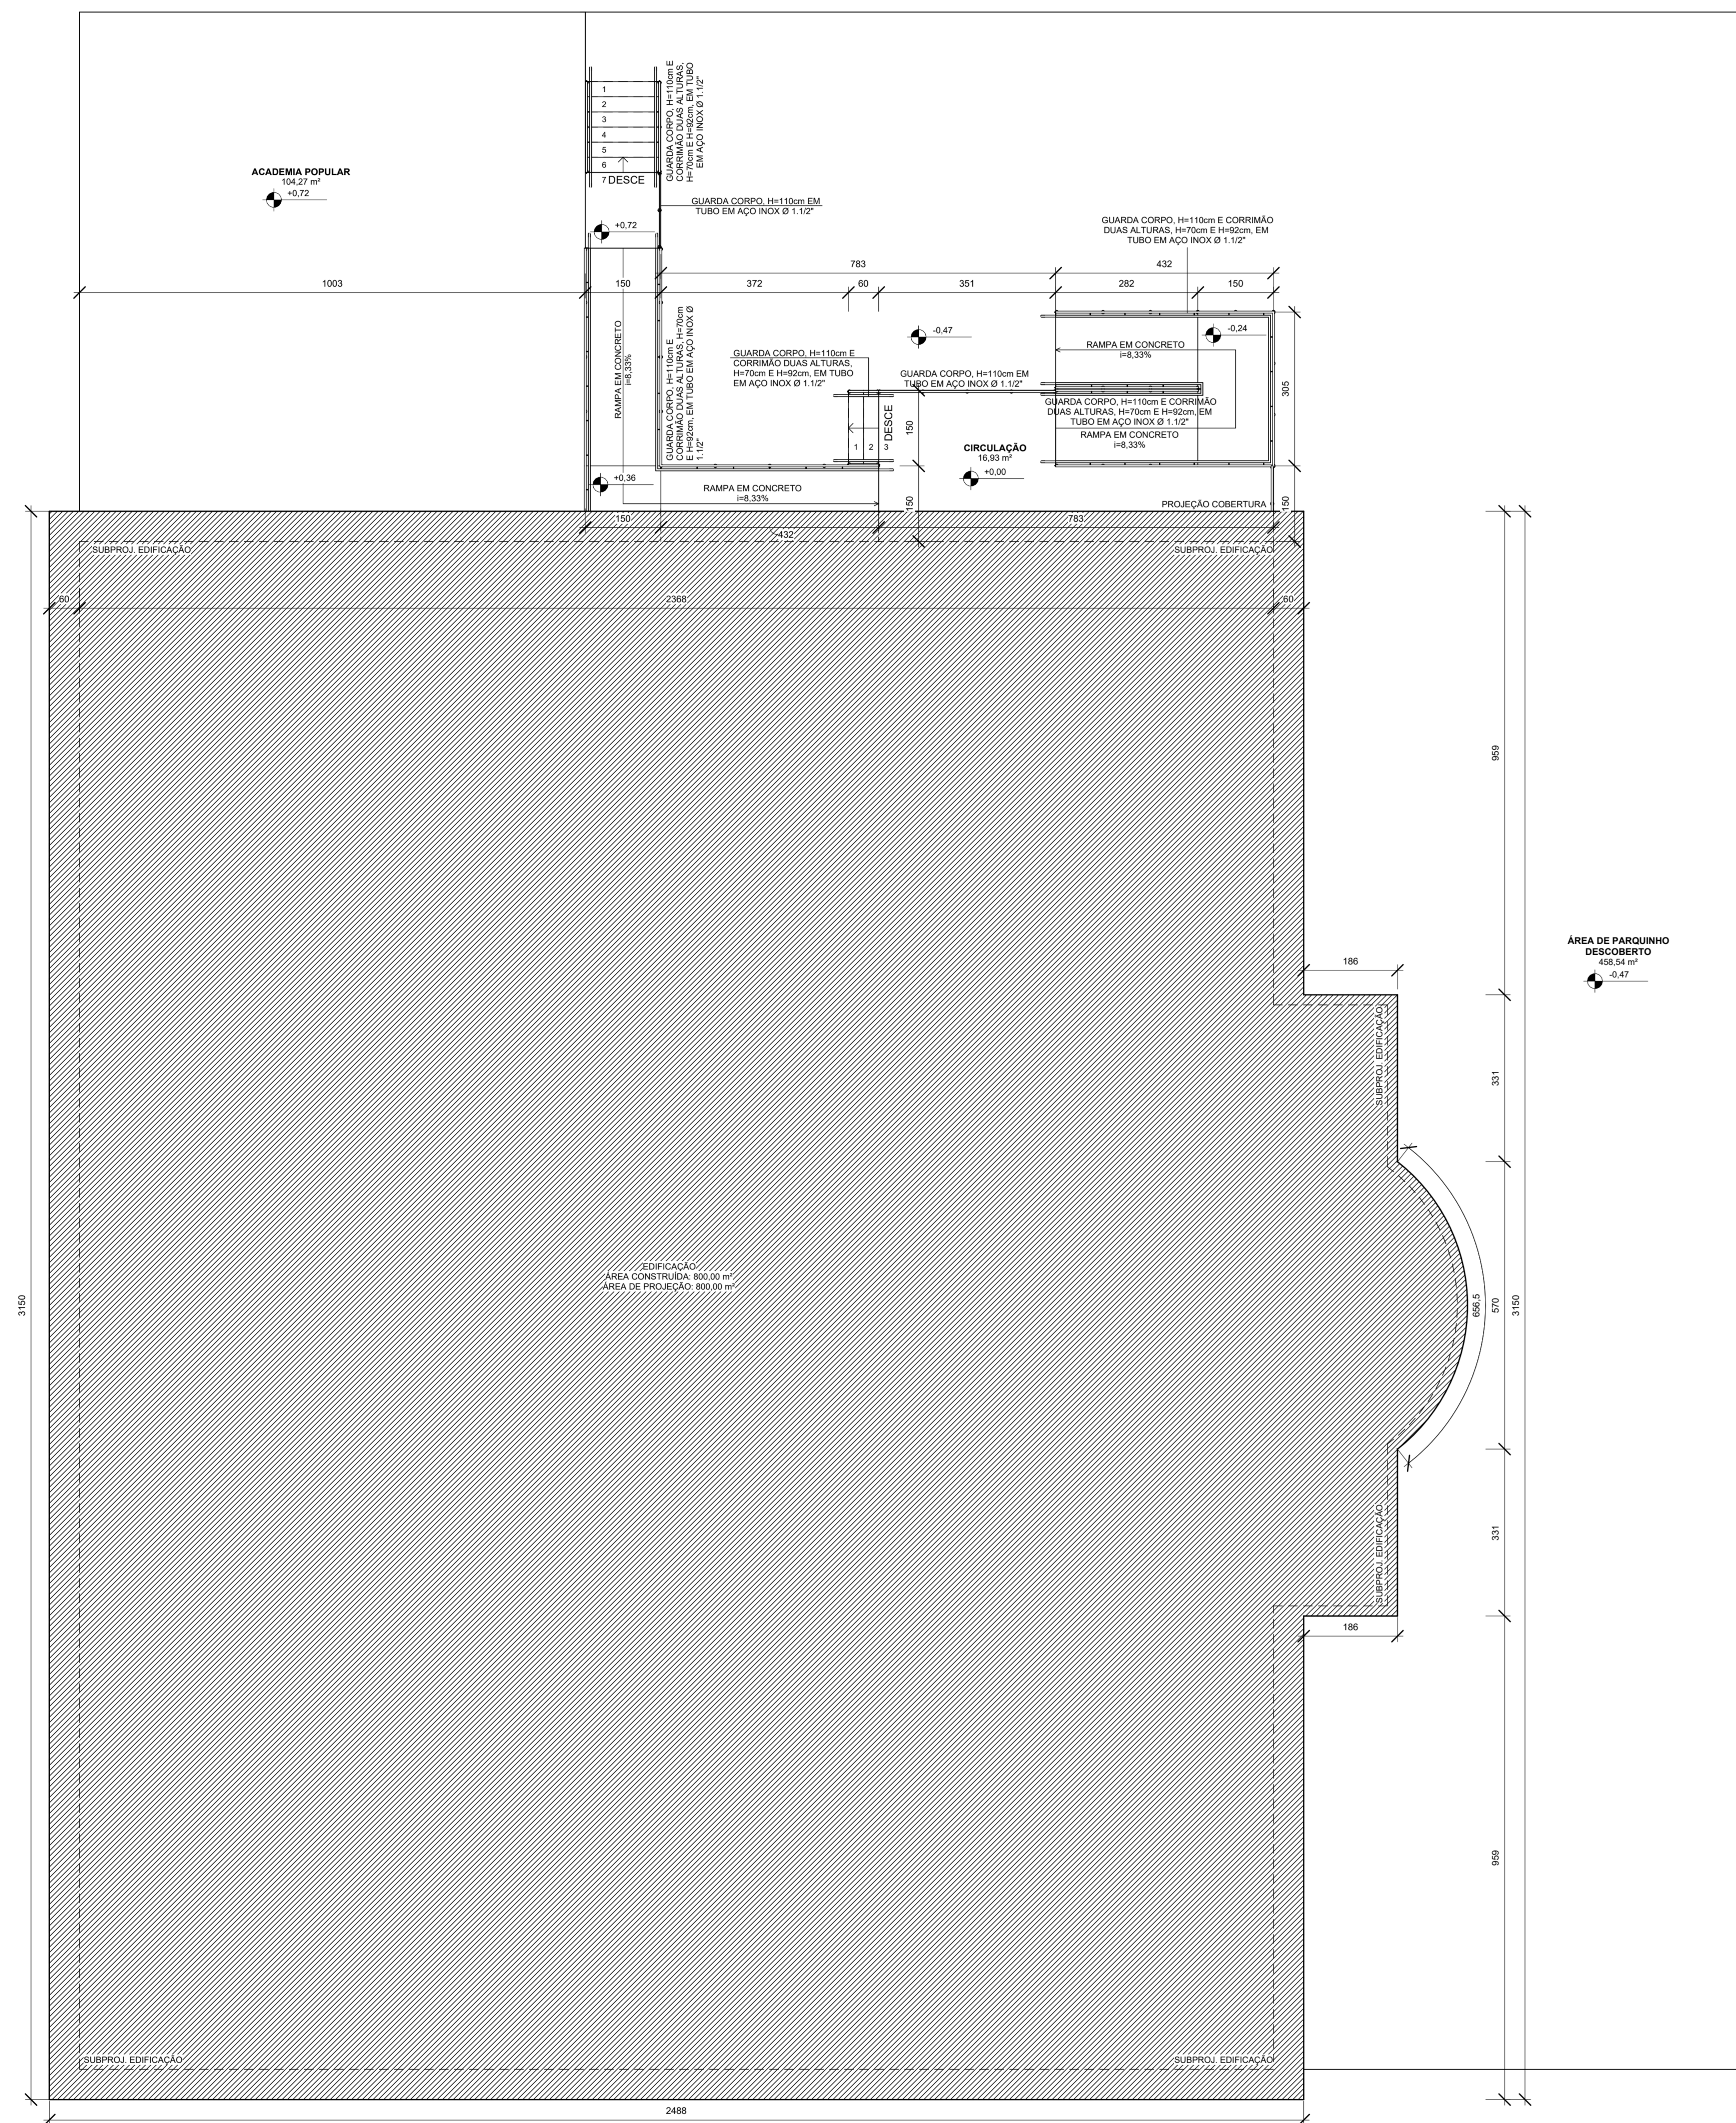 1
2
3
4
5
6
7 DESCE
GUARDA CORPO, H=110cm E
CORRIMÃO DUAS ALTURAS,
H=70cm E H=92cm, EM TUBO
EM AÇO INOX Ø 1.1/2"
ACADEMIA POPULAR
104,27 m²
+0,72
GUARDA CORPO, H=110cm EM
TUBO EM AÇO INOX Ø 1.1/2"
+0,72
GUARDA CORPO, H=110cm E CORRIMÃO
DUAS ALTURAS, H=70cm E H=92cm, EM
TUBO EM AÇO INOX Ø 1.1/2"
783
432
1003
150
372
60
351
282
150
RAMPA EM CONCRETO
i=8,33%
GUARDA CORPO, H=110cm E
CORRIMÃO DUAS ALTURAS, H=70cm
E H=92cm, EM TUBO EM AÇO INOX Ø
1.1/2"
-0,47
-0,24
RAMPA EM CONCRETO
i=8,33%
GUARDA CORPO, H=110cm E
CORRIMÃO DUAS ALTURAS,
H=70cm E H=92cm, EM TUBO
EM AÇO INOX Ø 1.1/2"
GUARDA CORPO, H=110cm EM
TUBO EM AÇO INOX Ø 1.1/2"
305
GUARDA CORPO, H=110cm E CORRIMÃO
DUAS ALTURAS, H=70cm E H=92cm, EM
TUBO EM AÇO INOX Ø 1.1/2"
RAMPA EM CONCRETO
i=8,33%
1
2
3
DESCE
150
CIRCULAÇÃO
16,93 m²
+0,00
+0,36
RAMPA EM CONCRETO
i=8,33%
150
PROJEÇÃO COBERTURA
150
150
432
783
SUBPROJ. EDIFICAÇÃO
SUBPROJ. EDIFICAÇÃO
60
2368
60
959
ÁREA DE PARQUINHO
DESCOBERTO
458,54 m²
-0,47
186
SUBPROJ. EDIFICAÇÃO
331
EDIFICAÇÃO
ÁREA CONSTRUÍDA: 800,00 m²
ÁREA DE PROJEÇÃO: 800,00 m²
3150
656,5
570
3150
SUBPROJ. EDIFICAÇÃO
331
186
959
SUBPROJ. EDIFICAÇÃO
SUBPROJ. EDIFICAÇÃO
2488